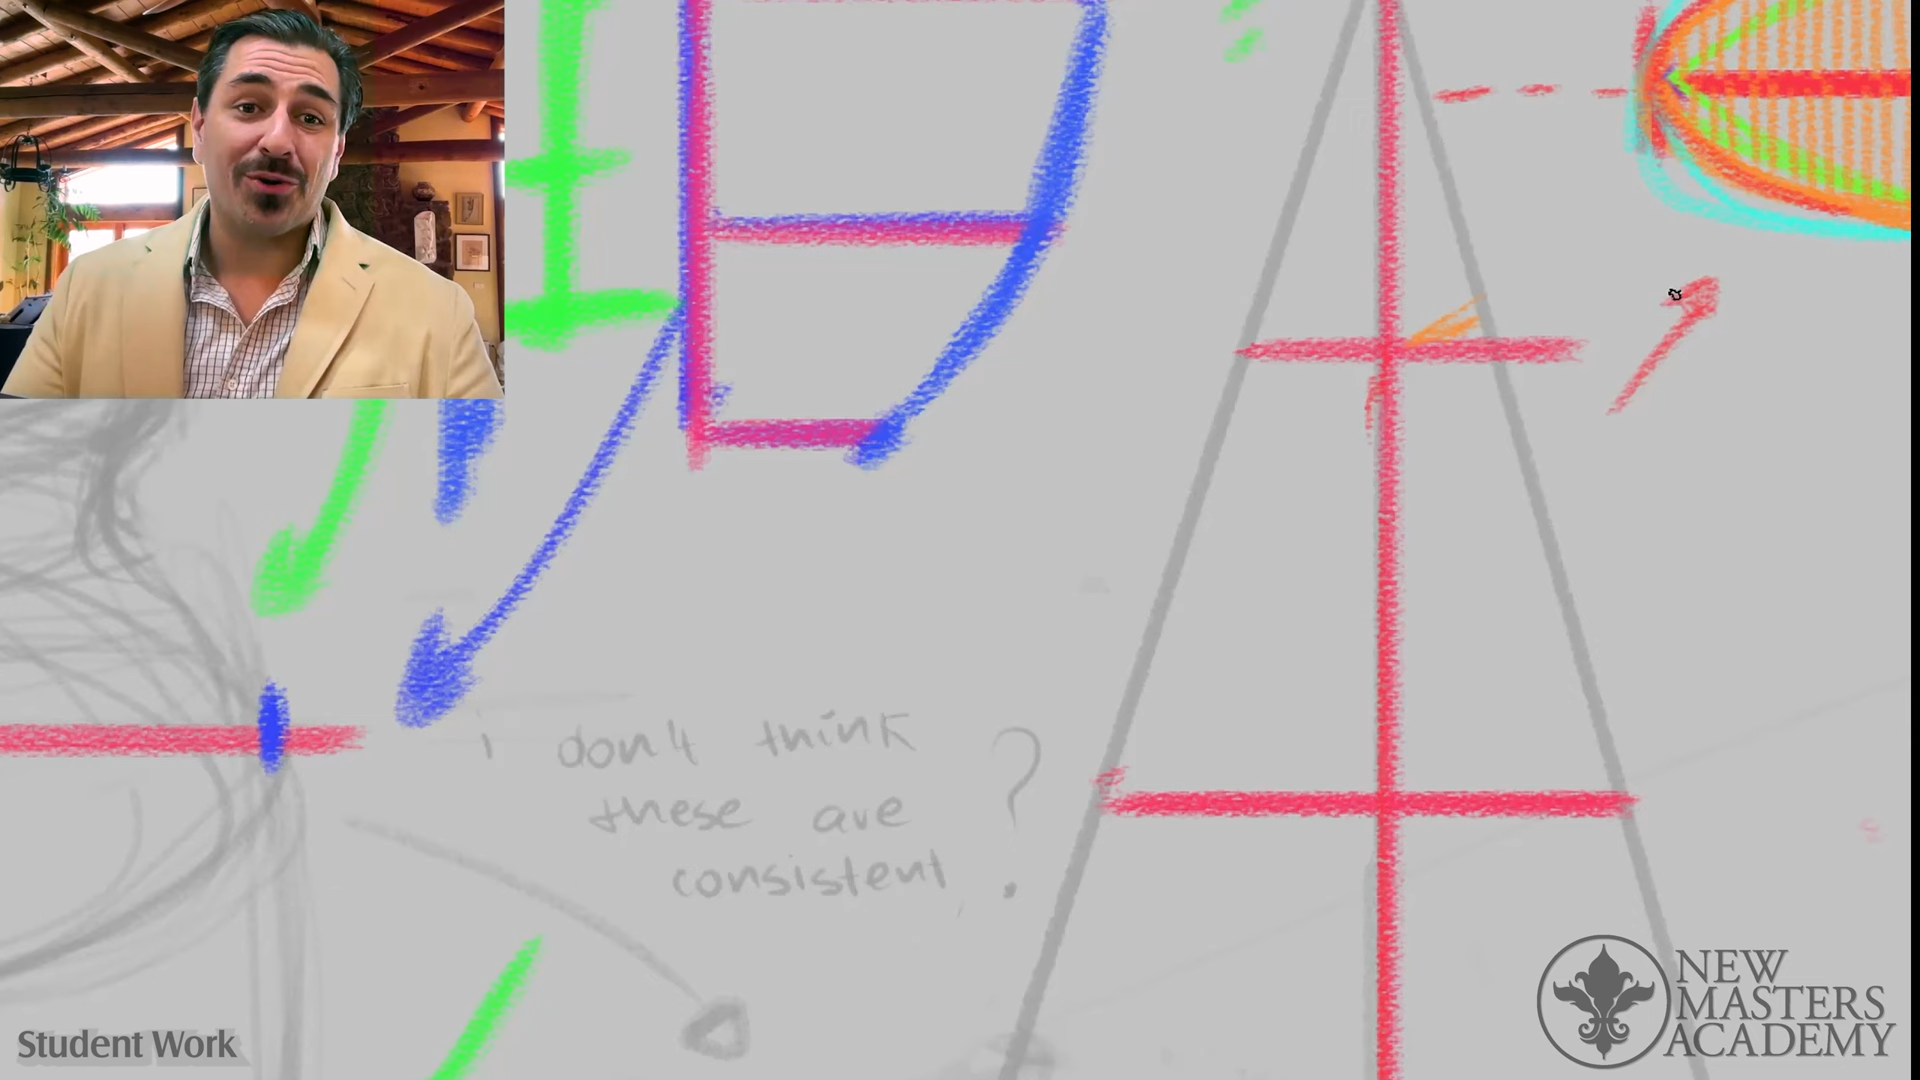 i don't think
these are ?
consistent
Student Work
NEW
MASTERS
ACADEMY